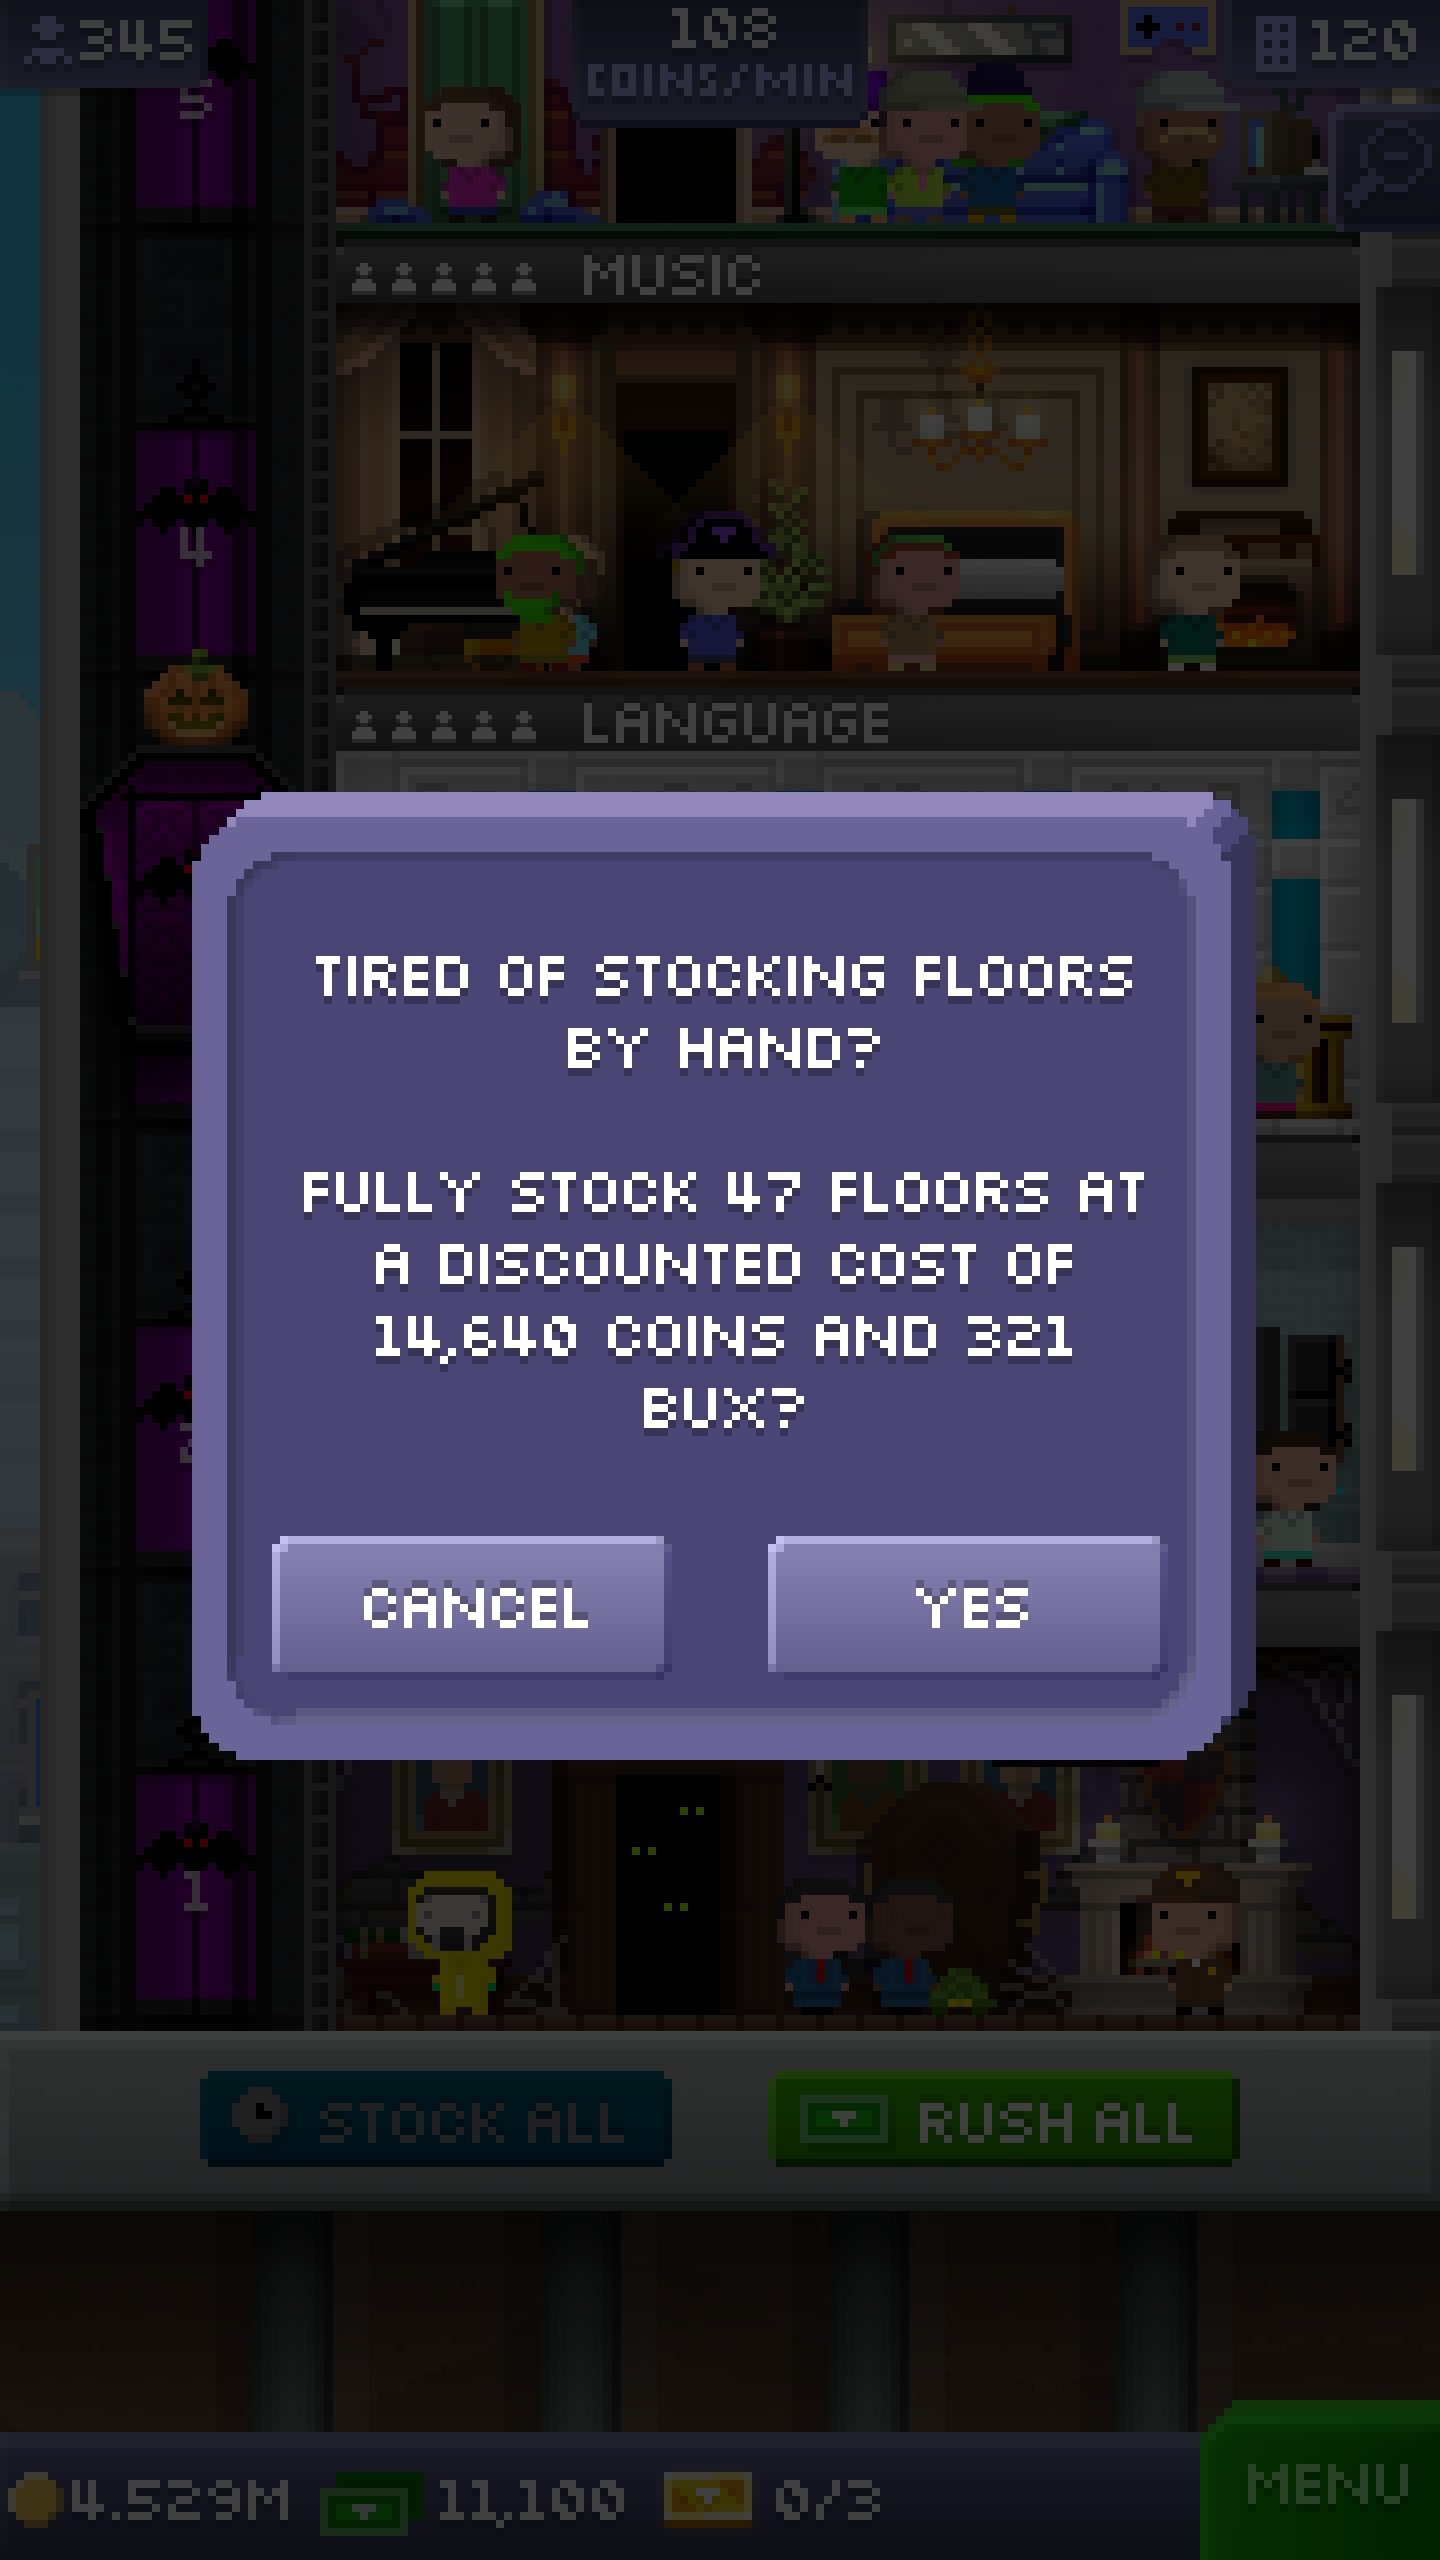 345
108
COINS/MIN
120
5
MUSIC
4
LANGUAGE
TIRED OF STOCKING FLOORS
BY HAND?
FULLY STOCK 47 FLOORS AT
A DISCOUNTED COST OF
14,640 COINS AND 321
BUX?
CANCEL
YES
1
STOCK ALL
RUSH ALL
4.529M
11,100
0/3
MENU